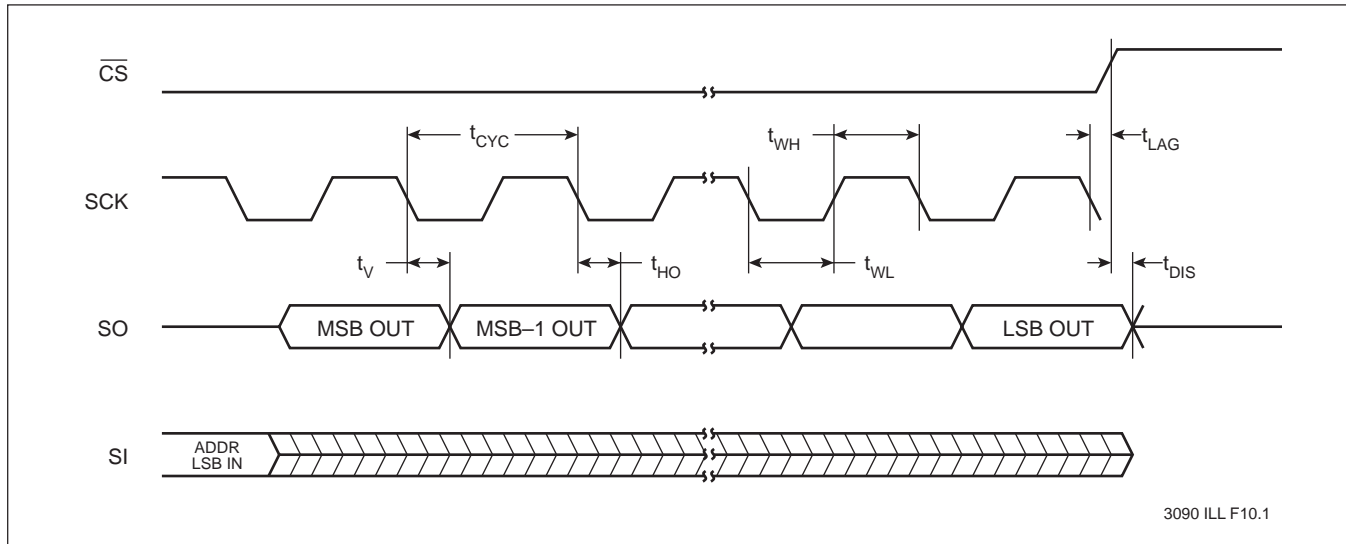 CS
tCYC
tWH
tLAG
SCK
tV
tHO
tWL
tDIS
SO
MSB OUT
MSB–1 OUT
LSB OUT
SI
ADDR
LSB IN
3090 ILL F10.1